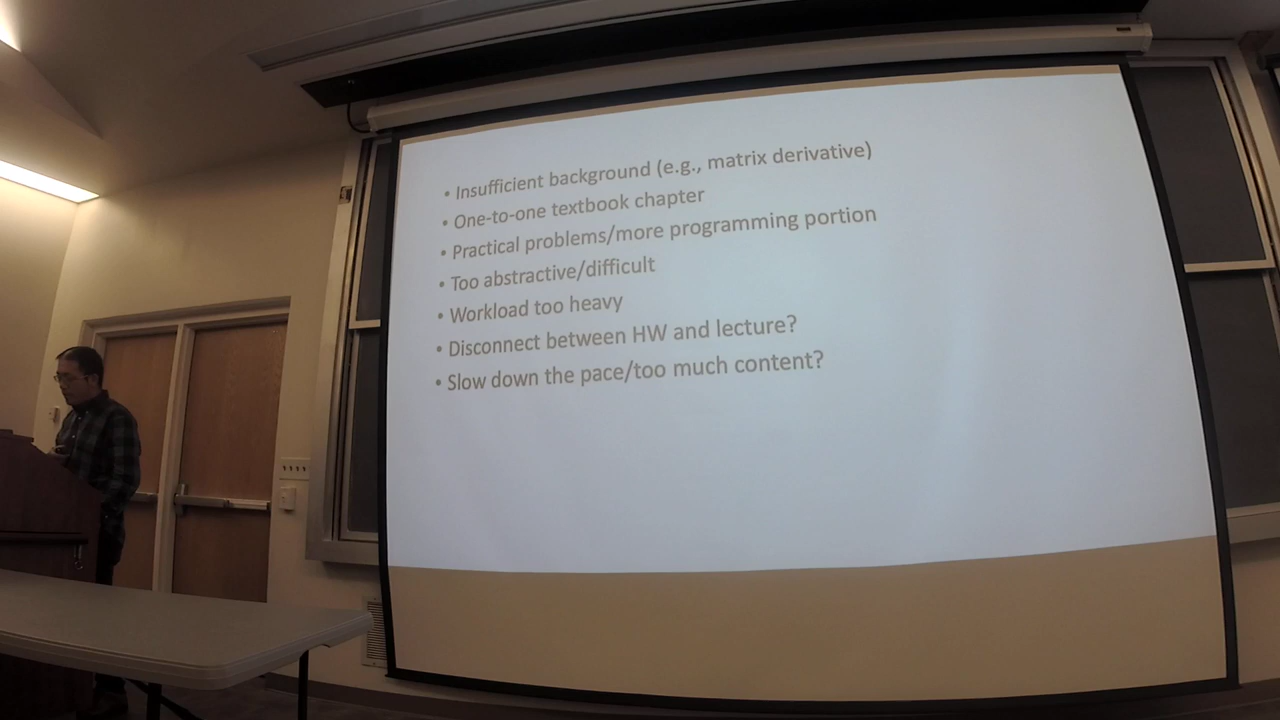 • Insufficient background (e.g., matrix derivative)
• One-to-one textbook chapter
• Practical problems/more programming portion
• Too abstractive/difficult
• Workload too heavy
• Disconnect between HW and lecture?
• Slow down the pace/too much content?